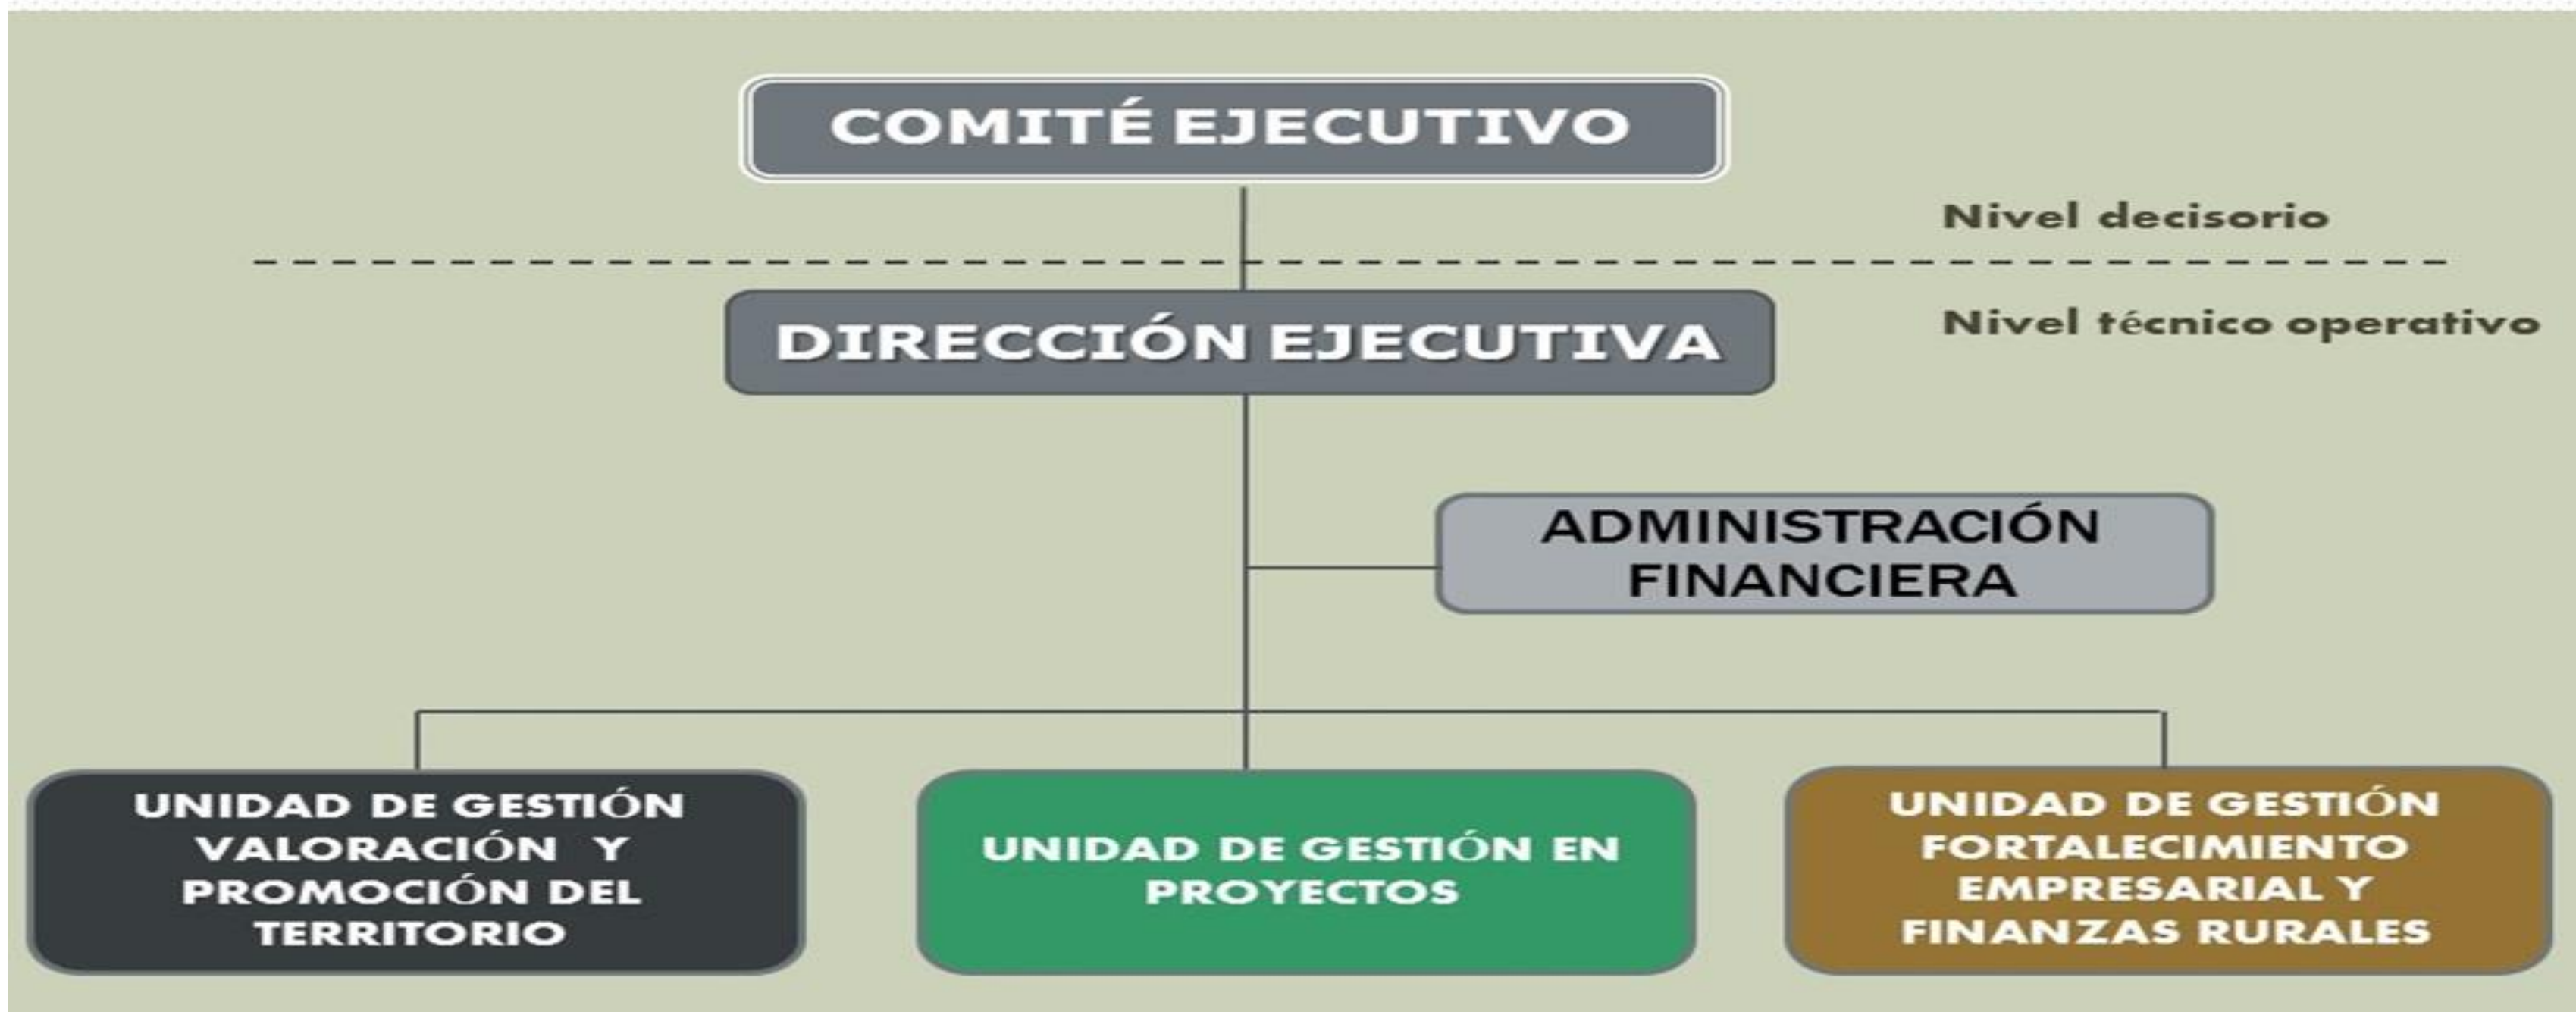 COMITÉ EJECUTIVO
Nivel decisorio
Nivel técnico operativo
DIRECCIÓN EJECUTIVA
ADMINISTRACIÓN
FINANCIERA
UNIDAD DE GESTIÓN
VALORACIÓN Y
PROMOCIÓN DEL
TERRITORIO
UNIDAD DE GESTIÓN EN
PROYECTOS
UNIDAD DE GESTIÓN
FORTALECIMIENTO
EMPRESARIAL Y
FINANZAS RURALES